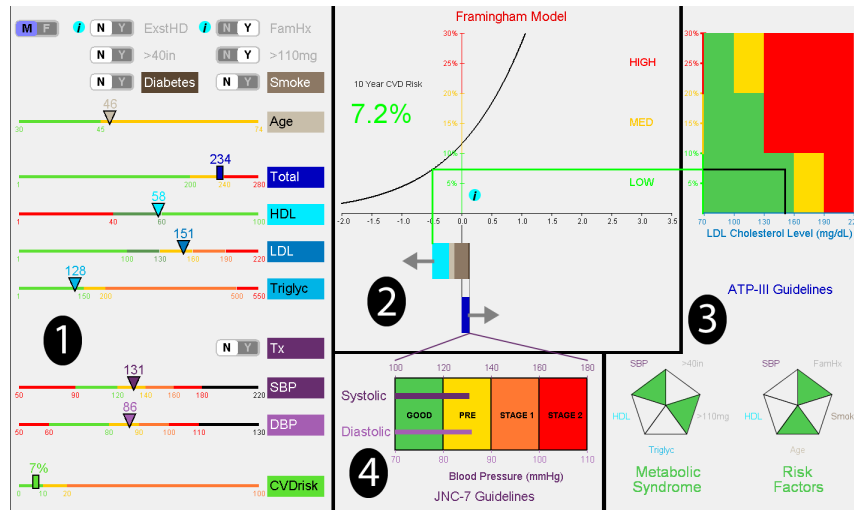 M F i N Y ExstHD i N Y FamHx
N Y >40in N Y >110mg
N Y Diabetes N Y Smoke
46
30 45 74 Age
234
1 200 240 280 Total
58
1 40 60 100 HDL
151
1 100 130 160 190 220 LDL
128
1 150 200 500 550 Triglyc
1
N Y Tx
131
50 90 120 140 160 180 220 SBP
86
50 60 80 90 100 110 130 DBP
7%
0 10 20 100 CVDrisk
Framingham Model
30%
25%
20%
15%
10%
5%
HIGH
MED
LOW
10 Year CVD Risk
7.2%
i
-2.0 -1.5 -1.0 -0.5 0.0 0.5 1.0 1.5 2.0 2.5 3.0 3.5
2
30%
25%
20%
15%
10%
5%
70 100 130 160 190 22
LDL Cholesterol Level (mg/dL)
3
ATP-III Guidelines
100 120 140 160 180
Systolic
Diastolic
GOOD PRE STAGE 1 STAGE 2
70 80 90 100 110
4
Blood Pressure (mmHg)
JNC-7 Guidelines
SBP >40in
HDL >110mg
Triglyc
Metabolic
Syndrome
SBP FamHx
HDL Smok
Age
Risk
Factors